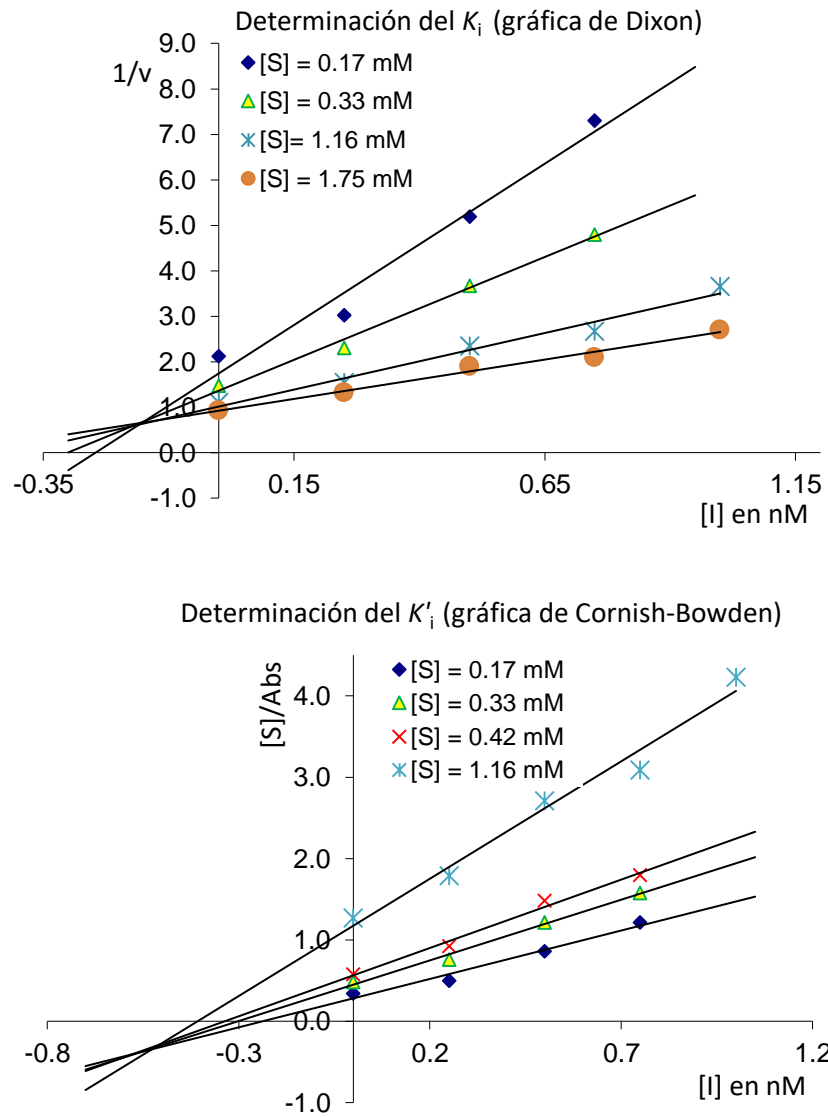 Determinación del Ki (gráfica de Dixon)
9.0
1/v
[S] = 0.17 mM
8.0
[S] = 0.33 mM
7.0
[S]= 1.16 mM
6.0
[S] = 1.75 mM
5.0
4.0
3.0
2.0
1.0
0.0
-0.35 0.15 0.65 1.15
-1.0
[I] en nM
Determinación del K'i (gráfica de Cornish-Bowden)
[S]/Abs
[S] = 0.17 mM
4.0
[S] = 0.33 mM
[S] = 0.42 mM
[S] = 1.16 mM
3.0
2.0
1.0
0.0
-0.8 -0.3 0.2 0.7 1.2
[I] en nM
-1.0